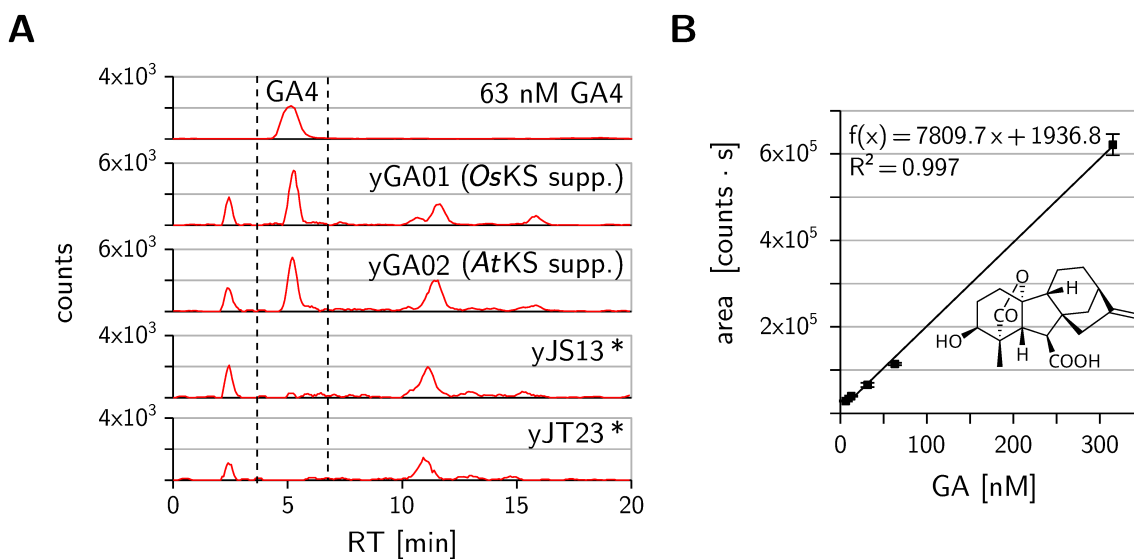 A
B
4x10³
GA4
63 nM GA4
6x10³
yGA01 (OsKS supp.)
6x10³
yGA02 (AtKS supp.)
4x10³
yJS13 *
4x10³
yJT23 *
counts
0
5
10
15
20
RT [min]
f(x) = 7809.7 x + 1936.8
R² = 0.997
6x10⁵
4x10⁵
2x10⁵
area [counts · s]
O
O
CO
H
HO
H
COOH
0
100
200
300
GA [nM]